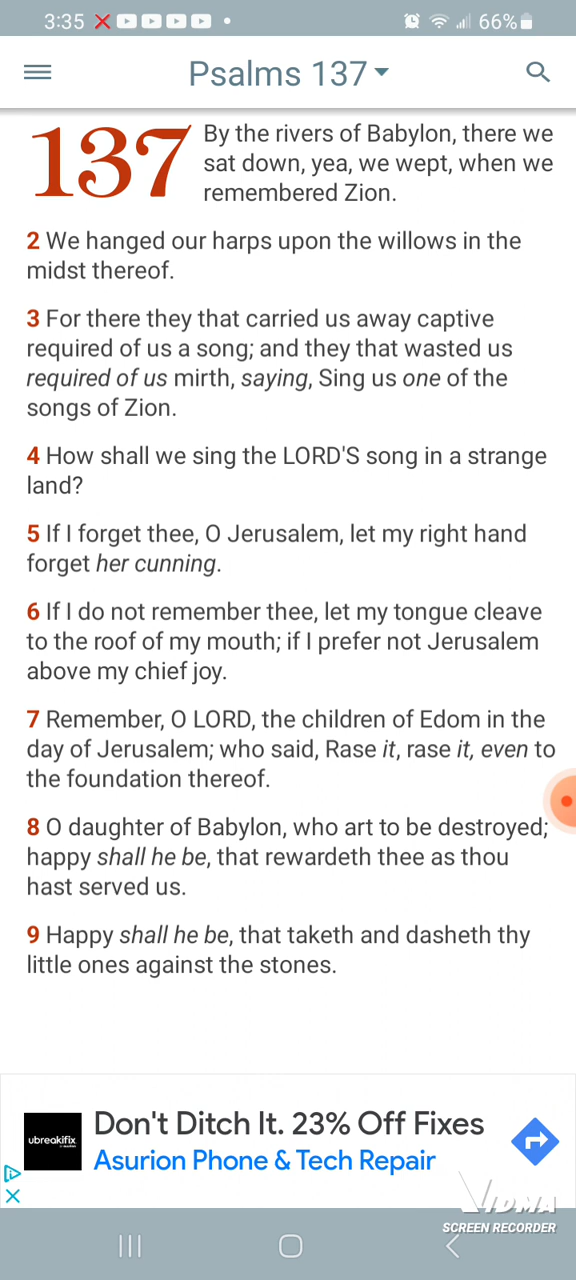 3:35
66%
Psalms 137
137 By the rivers of Babylon, there we
sat down, yea, we wept, when we
remembered Zion.
2 We hanged our harps upon the willows in the
midst thereof.
3 For there they that carried us away captive
required of us a song; and they that wasted us
required of us mirth, saying, Sing us one of the
songs of Zion.
4 How shall we sing the LORD'S song in a strange
land?
5 If I forget thee, O Jerusalem, let my right hand
forget her cunning.
6 If I do not remember thee, let my tongue cleave
to the roof of my mouth; if I prefer not Jerusalem
above my chief joy.
7 Remember, O LORD, the children of Edom in the
day of Jerusalem; who said, Rase it, rase it, even to
the foundation thereof.
8 O daughter of Babylon, who art to be destroyed;
happy shall he be, that rewardeth thee as thou
hast served us.
9 Happy shall he be, that taketh and dasheth thy
little ones against the stones.
ubreakifix
Don't Ditch It. 23% Off Fixes
Asurion Phone & Tech Repair
VIDMA
SCREEN RECORDER